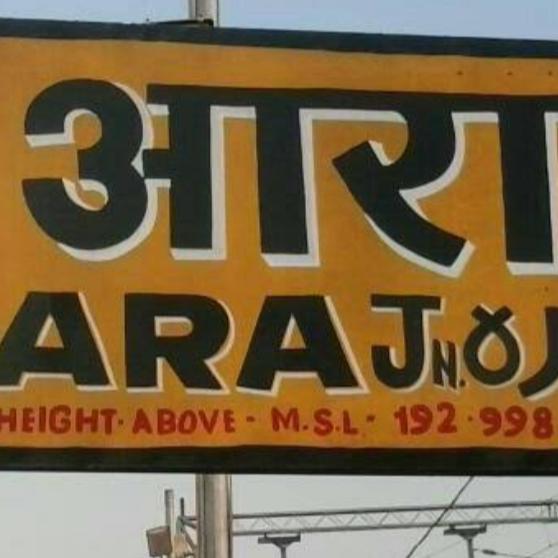 आरा
ARA JN.
HEIGHT·ABOVE - M.S.L- 192·998